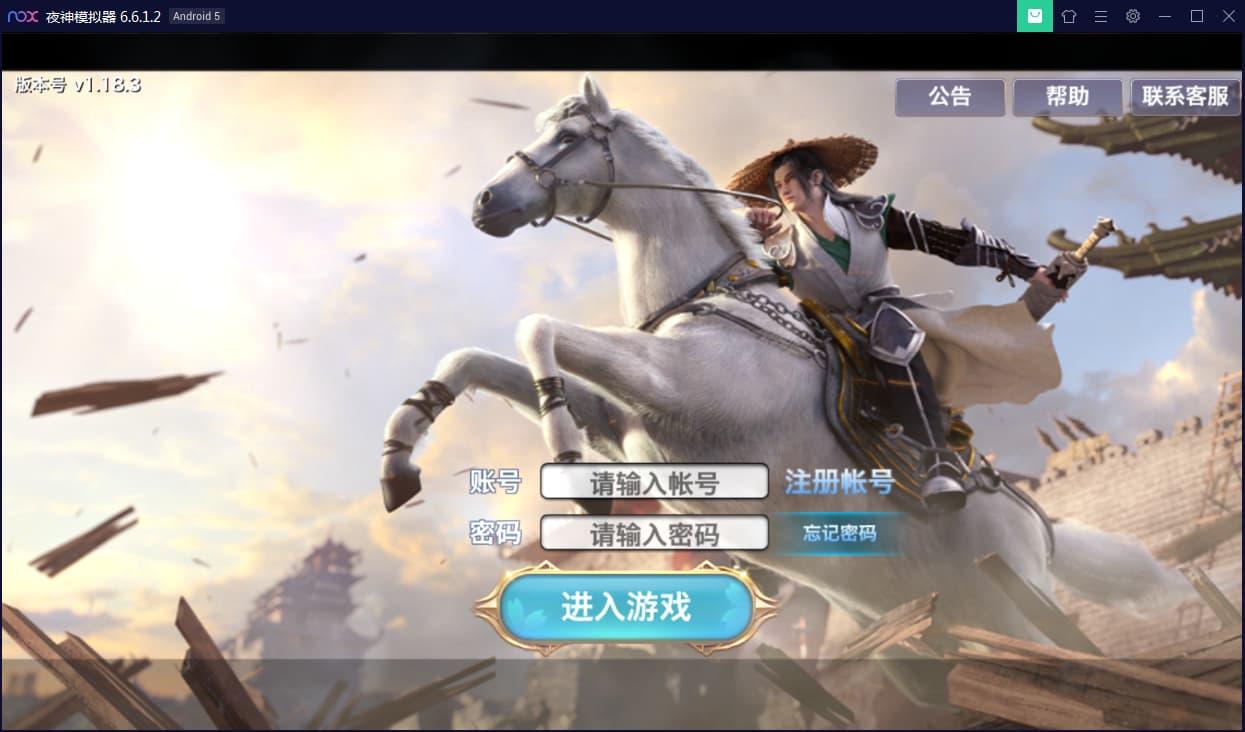 nox 夜神模拟器 6.6.1.2 Android 5
版本号 v1.18.3
公告 帮助 联系客服
账号 请输入帐号 注册帐号
密码 请输入密码 忘记密码
进入游戏